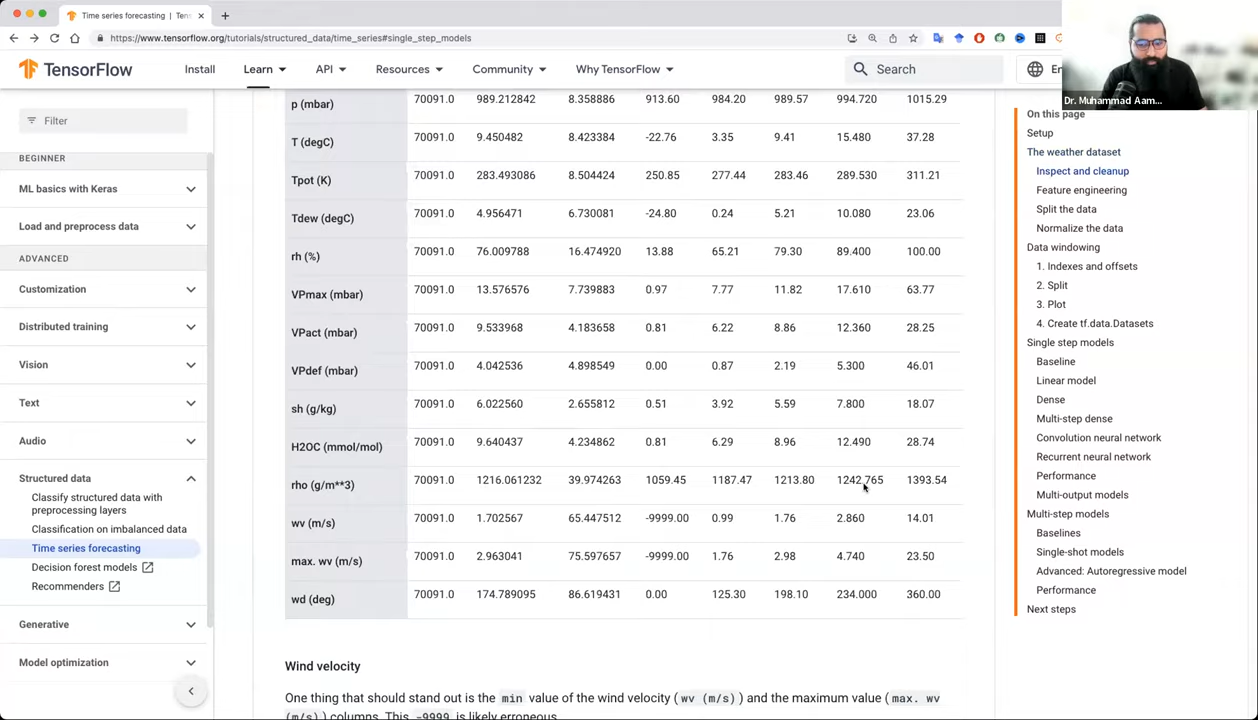 Time series forecasting | Tens
https://www.tensorflow.org/tutorials/structured_data/time_series#single_step_models
TensorFlow
Install
Learn
API
Resources
Community
Why TensorFlow
Search
Dr. Muhammad Aam...
Filter
BEGINNER
ML basics with Keras
Load and preprocess data
ADVANCED
Customization
Distributed training
Vision
Text
Audio
Structured data
Classify structured data with
preprocessing layers
Classification on imbalanced data
Time series forecasting
Decision forest models
Recommenders
Generative
Model optimization
p (mbar) 70091.0 989.212842 8.358886 913.60 984.20 989.57 994.720 1015.29
T (degC) 70091.0 9.450482 8.423384 -22.76 3.35 9.41 15.480 37.28
Tpot (K) 70091.0 283.493086 8.504424 250.85 277.44 283.46 289.530 311.21
Tdew (degC) 70091.0 4.956471 6.730081 -24.80 0.24 5.21 10.080 23.06
rh (%) 70091.0 76.009788 16.474920 13.88 65.21 79.30 89.400 100.00
VPmax (mbar) 70091.0 13.576576 7.739883 0.97 7.77 11.82 17.610 63.77
VPact (mbar) 70091.0 9.533968 4.183658 0.81 6.22 8.86 12.360 28.25
VPdef (mbar) 70091.0 4.042536 4.898549 0.00 0.87 2.19 5.300 46.01
sh (g/kg) 70091.0 6.022560 2.655812 0.51 3.92 5.59 7.800 18.07
H2OC (mmol/mol) 70091.0 9.640437 4.234862 0.81 6.29 8.96 12.490 28.74
rho (g/m**3) 70091.0 1216.061232 39.974263 1059.45 1187.47 1213.80 1242.765 1393.54
wv (m/s) 70091.0 1.702567 65.447512 -9999.00 0.99 1.76 2.860 14.01
max. wv (m/s) 70091.0 2.963041 75.597657 -9999.00 1.76 2.98 4.740 23.50
wd (deg) 70091.0 174.789095 86.619431 0.00 125.30 198.10 234.000 360.00
Wind velocity
One thing that should stand out is the min value of the wind velocity ( wv (m/s) ) and the maximum value ( max. wv
(m/s) ) columns. This -9999 is likely erroneous.
On this page
Setup
The weather dataset
Inspect and cleanup
Feature engineering
Split the data
Normalize the data
Data windowing
1. Indexes and offsets
2. Split
3. Plot
4. Create tf.data.Datasets
Single step models
Baseline
Linear model
Dense
Multi-step dense
Convolution neural network
Recurrent neural network
Performance
Multi-output models
Multi-step models
Baselines
Single-shot models
Advanced: Autoregressive model
Performance
Next steps